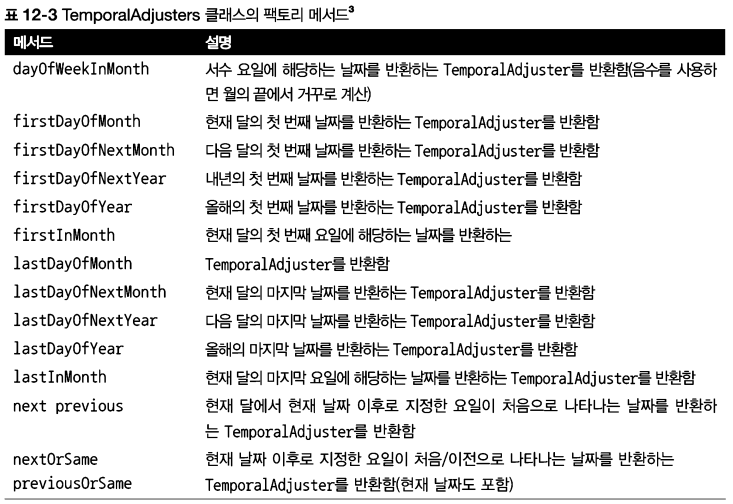 표 12-3 TemporalAdjusters 클래스의 팩토리 메서드³
메서드 설명
dayOfWeekInMonth 서수 요일에 해당하는 날짜를 반환하는 TemporalAdjuster를 반환함(음수를 사용하
면 월의 끝에서 거꾸로 계산)
firstDayOfMonth 현재 달의 첫 번째 날짜를 반환하는 TemporalAdjuster를 반환함
firstDayOfNextMonth 다음 달의 첫 번째 날짜를 반환하는 TemporalAdjuster를 반환함
firstDayOfNextYear 내년의 첫 번째 날짜를 반환하는 TemporalAdjuster를 반환함
firstDayOfYear 올해의 첫 번째 날짜를 반환하는 TemporalAdjuster를 반환함
firstInMonth 현재 달의 첫 번째 요일에 해당하는 날짜를 반환하는
lastDayOfMonth TemporalAdjuster를 반환함
lastDayOfNextMonth 현재 달의 마지막 날짜를 반환하는 TemporalAdjuster를 반환함
lastDayOfNextYear 다음 달의 마지막 날짜를 반환하는 TemporalAdjuster를 반환함
lastDayOfYear 올해의 마지막 날짜를 반환하는 TemporalAdjuster를 반환함
lastInMonth 현재 달의 마지막 요일에 해당하는 날짜를 반환하는 TemporalAdjuster를 반환함
next previous 현재 달에서 현재 날짜 이후로 지정한 요일이 처음으로 나타나는 날짜를 반환하
는 TemporalAdjuster를 반환함
nextOrSame 현재 날짜 이후로 지정한 요일이 처음/이전으로 나타나는 날짜를 반환하는
previousOrSame TemporalAdjuster를 반환함(현재 날짜도 포함)